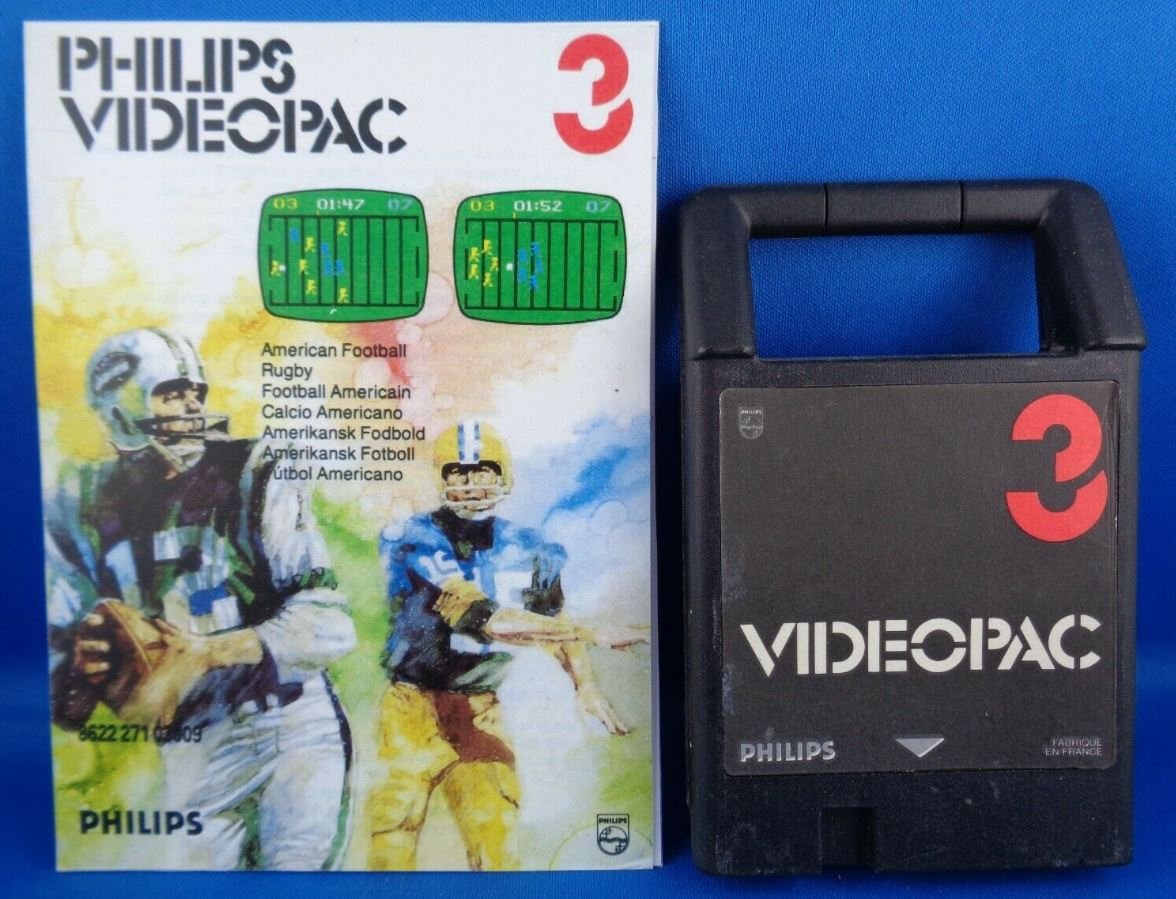 PHILIPS
VIDEOPAC
3
03 01:47 07
03 01:52 07
American Football
Rugby
Football Americain
Calcio Americano
Amerikansk Fodbold
Amerikansk Fotboll
Fútbol Americano
PHILIPS
PHILIPS
PHILIPS
3
VIDEOPAC
PHILIPS
FABRIQUE
EN FRANCE